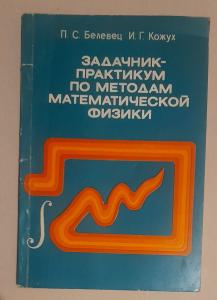 П. С. Белевец И. Г. Кожух
ЗАДАЧНИК-
ПРАКТИКУМ
ПО МЕТОДАМ
МАТЕМАТИЧЕСКОЙ
ФИЗИКИ
∫